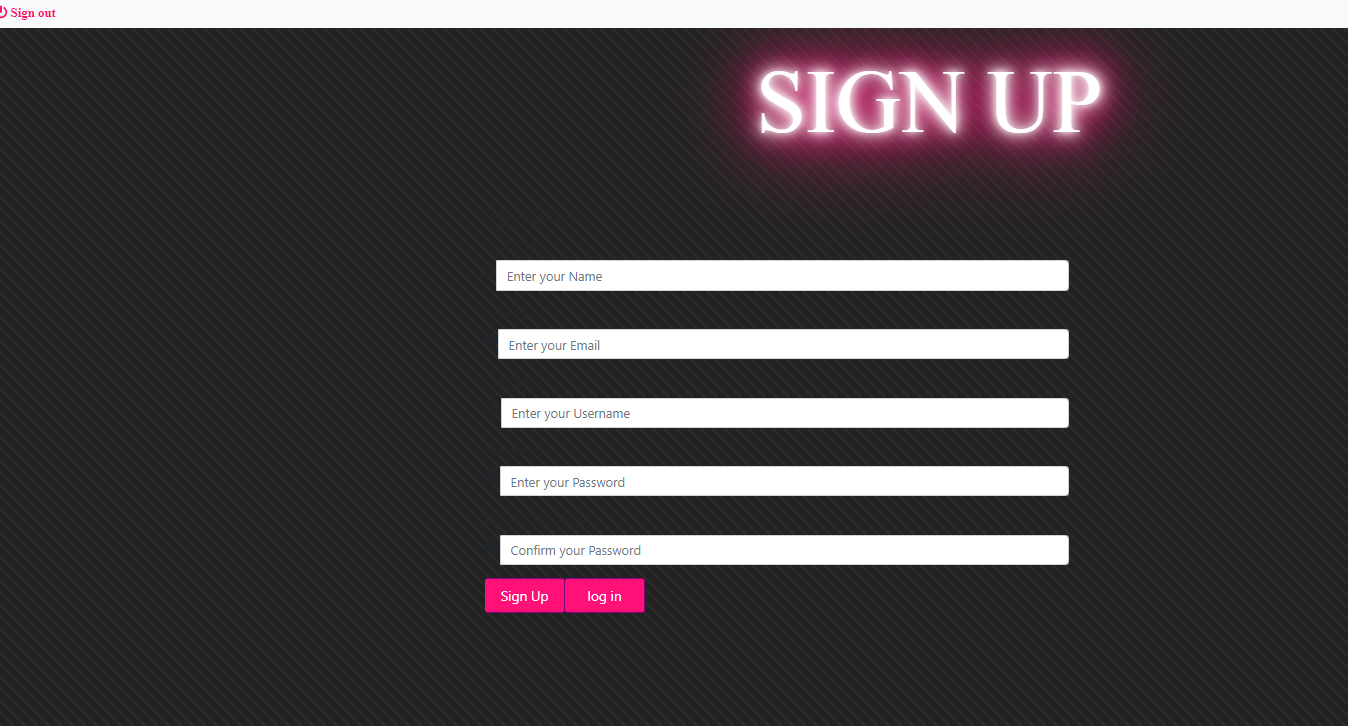 Sign out
SIGN UP
Enter your Name
Enter your Email
Enter your Username
Enter your Password
Confirm your Password
Sign Up log in